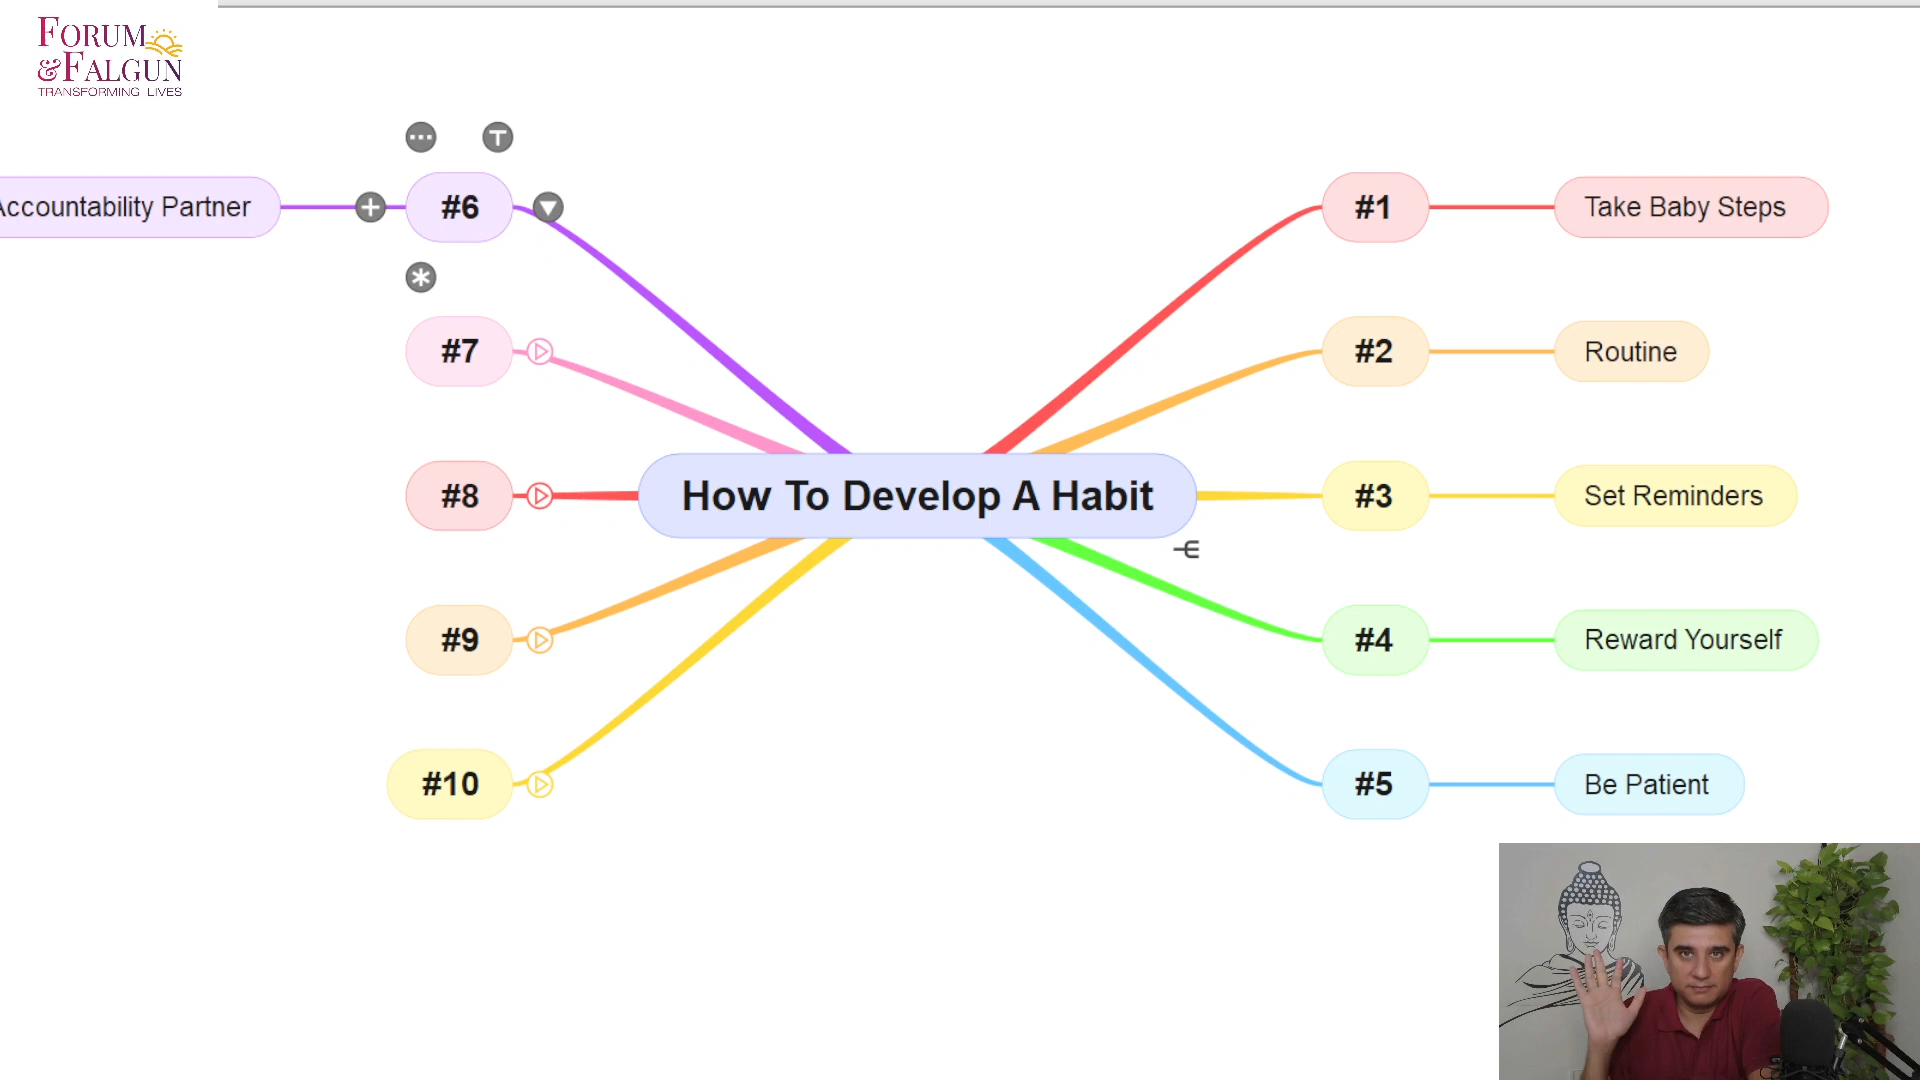 FORUM
&FALGUN
TRANSFORMING LIVES
Accountability Partner
#6
#7
#8
#9
#10
How To Develop A Habit
#1
Take Baby Steps
#2
Routine
#3
Set Reminders
#4
Reward Yourself
#5
Be Patient